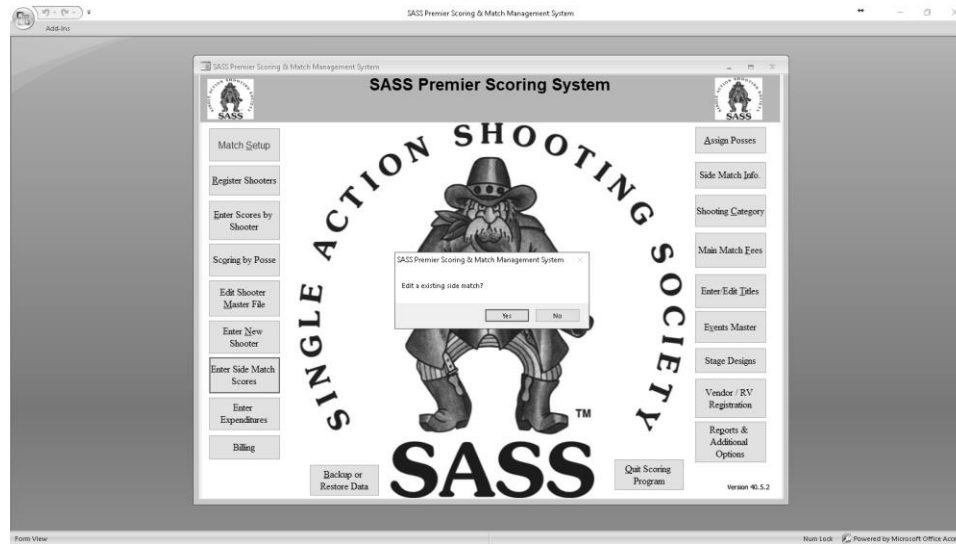 SASS Premier Scoring & Match Management System
Add-Ins
SASS Premier Scoring & Match Management System
SASS Premier Scoring System
SASS
SASS
Match Setup
Register Shooters
Enter Scores by
Shooter
Scoring by Posse
Edit Shooter
Master File
Enter New
Shooter
Enter Side Match
Scores
Enter
Expenditures
Billing
SINGLE ACTION SHOOTING SOCIETY
SASS Premier Scoring & Match Management System
Edit a existing side match?
Yes
No
TM
SASS
Backup or
Restore Data
Quit Scoring
Program
Assign Posses
Side Match Info.
Shooting Category
Main Match Fees
Enter/Edit Titles
Events Master
Stage Designs
Vendor / RV
Registration
Reports &
Additional
Options
Version 40.5.2
Form View
Num Lock
Powered by Microsoft Office Acce